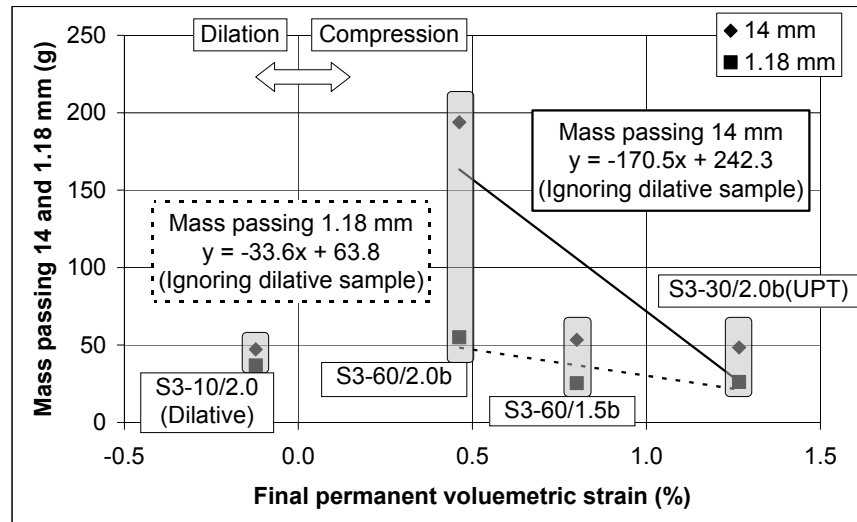 Mass passing 14 and 1.18 mm (g)
250
200
150
100
50
0
Dilation
Compression
14 mm
1.18 mm
Mass passing 14 mm
y = -170.5x + 242.3
(Ignoring dilative sample)
Mass passing 1.18 mm
y = -33.6x + 63.8
(Ignoring dilative sample)
S3-30/2.0b(UPT)
S3-10/2.0
(Dilative)
S3-60/2.0b
S3-60/1.5b
-0.5
0.0
0.5
1.0
1.5
Final permanent voluemetric strain (%)